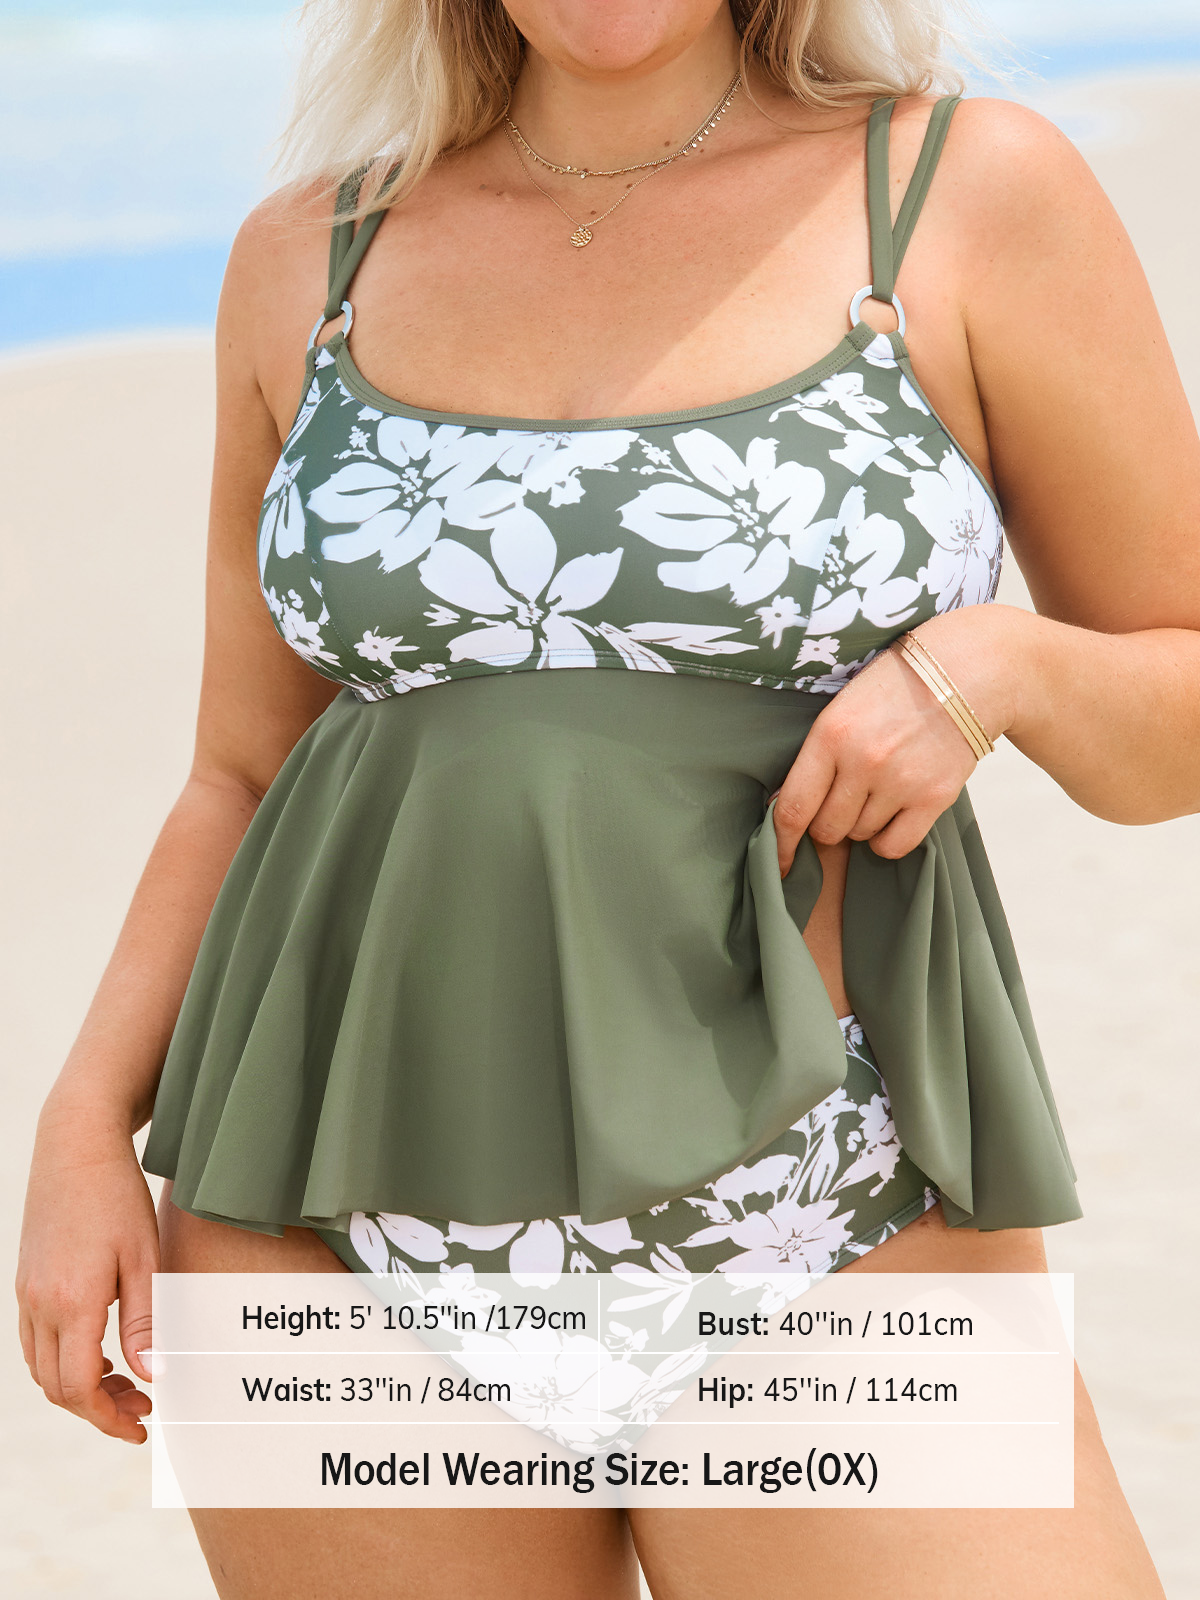 Height: 5' 10.5"in /179cm
Bust: 40"in / 101cm
Waist: 33"in / 84cm
Hip: 45"in / 114cm
Model Wearing Size: Large(0X)